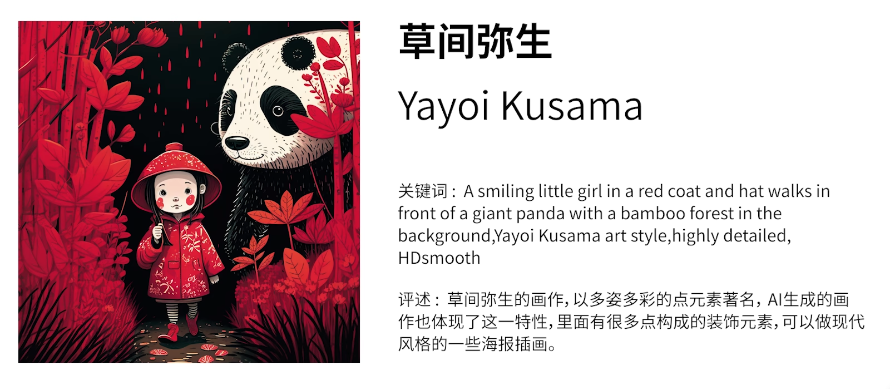 草间弥生
Yayoi Kusama
关键词： A smiling little girl in a red coat and hat walks in
front of a giant panda with a bamboo forest in the
background,Yayoi Kusama art style,highly detailed,
HDsmooth
评述： 草间弥生的画作，以多姿多彩的点元素著名， AI生成的画
作也体现了这一特性，里面有很多点构成的装饰元素，可以做现代
风格的一些海报插画。